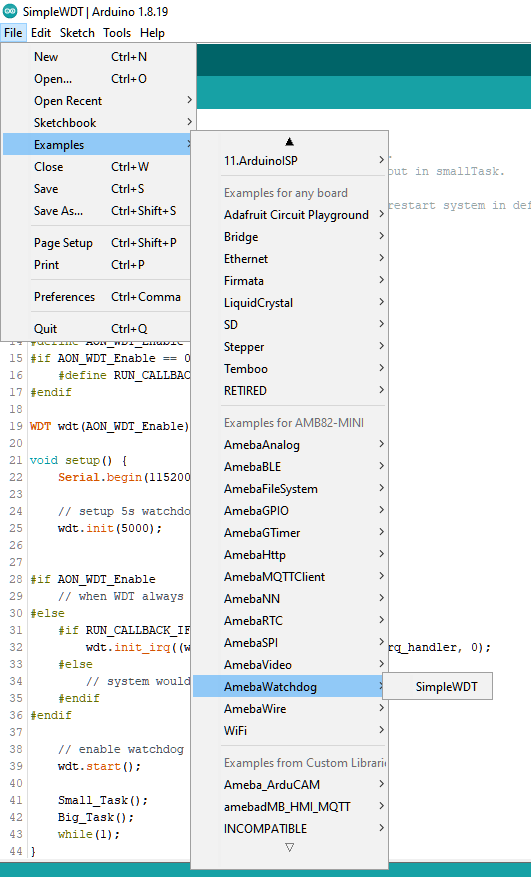 SimpleWDT | Arduino 1.8.19
File Edit Sketch Tools Help
New Ctrl+N
Open... Ctrl+O
Open Recent
Sketchbook
Examples
Close Ctrl+W
Save Ctrl+S
Save As... Ctrl+Shift+S
Page Setup Ctrl+Shift+P
Print Ctrl+P
Preferences Ctrl+Comma
Quit Ctrl+Q
11.ArduinoISP
Examples for any board
Adafruit Circuit Playground
Bridge
Ethernet
Firmata
LiquidCrystal
SD
Stepper
Temboo
RETIRED
Examples for AMB82-MINI
AmebaAnalog
AmebaBLE
AmebaFileSystem
AmebaGPIO
AmebaGTimer
AmebaHttp
AmebaMQTTClient
AmebaNN
AmebaRTC
AmebaSPI
AmebaVideo
AmebaWatchdog
AmebaWire
WiFi
Examples from Custom Librari
Ameba_ArduCAM
amebadMB_HMI_MQTT
INCOMPATIBLE
SimpleWDT
out in smallTask.
restart system in def
14 #define AON_WDT_Enable
15 #if AON_WDT_Enable == 0
16 #define RUN_CALLBAC
17 #endif
18
19 WDT wdt(AON_WDT_Enable)
20
21 void setup() {
22 Serial.begin(115200
23
24 // setup 5s watchdo
25 wdt.init(5000);
26
27
28 #if AON_WDT_Enable
29 // when WDT always
30 #else
31 #if RUN_CALLBACK_IF
32 wdt.init_irq((w rq_handler, 0);
33 #else
34 // system would
35 #endif
36 #endif
37
38 // enable watchdog
39 wdt.start();
40
41 Small_Task();
42 Big_Task();
43 while(1);
44 }